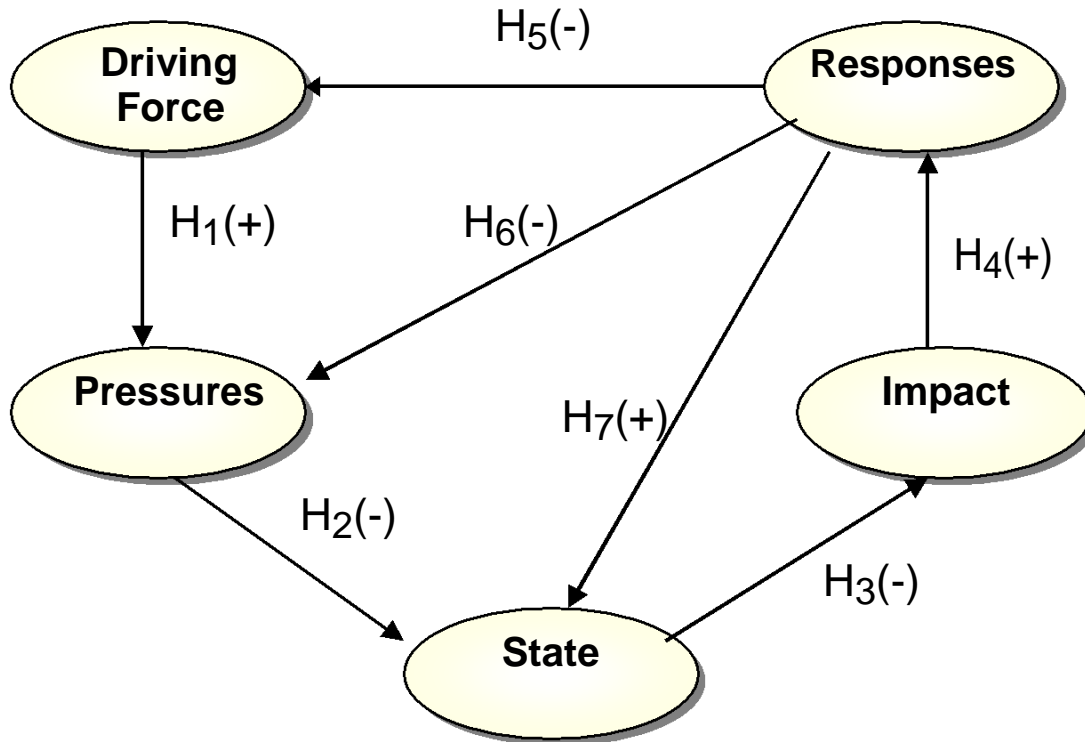 H5(-)
Driving
Force
Responses
H1(+)
H6(-)
H4(+)
Pressures
Impact
H7(+)
H2(-)
H3(-)
State